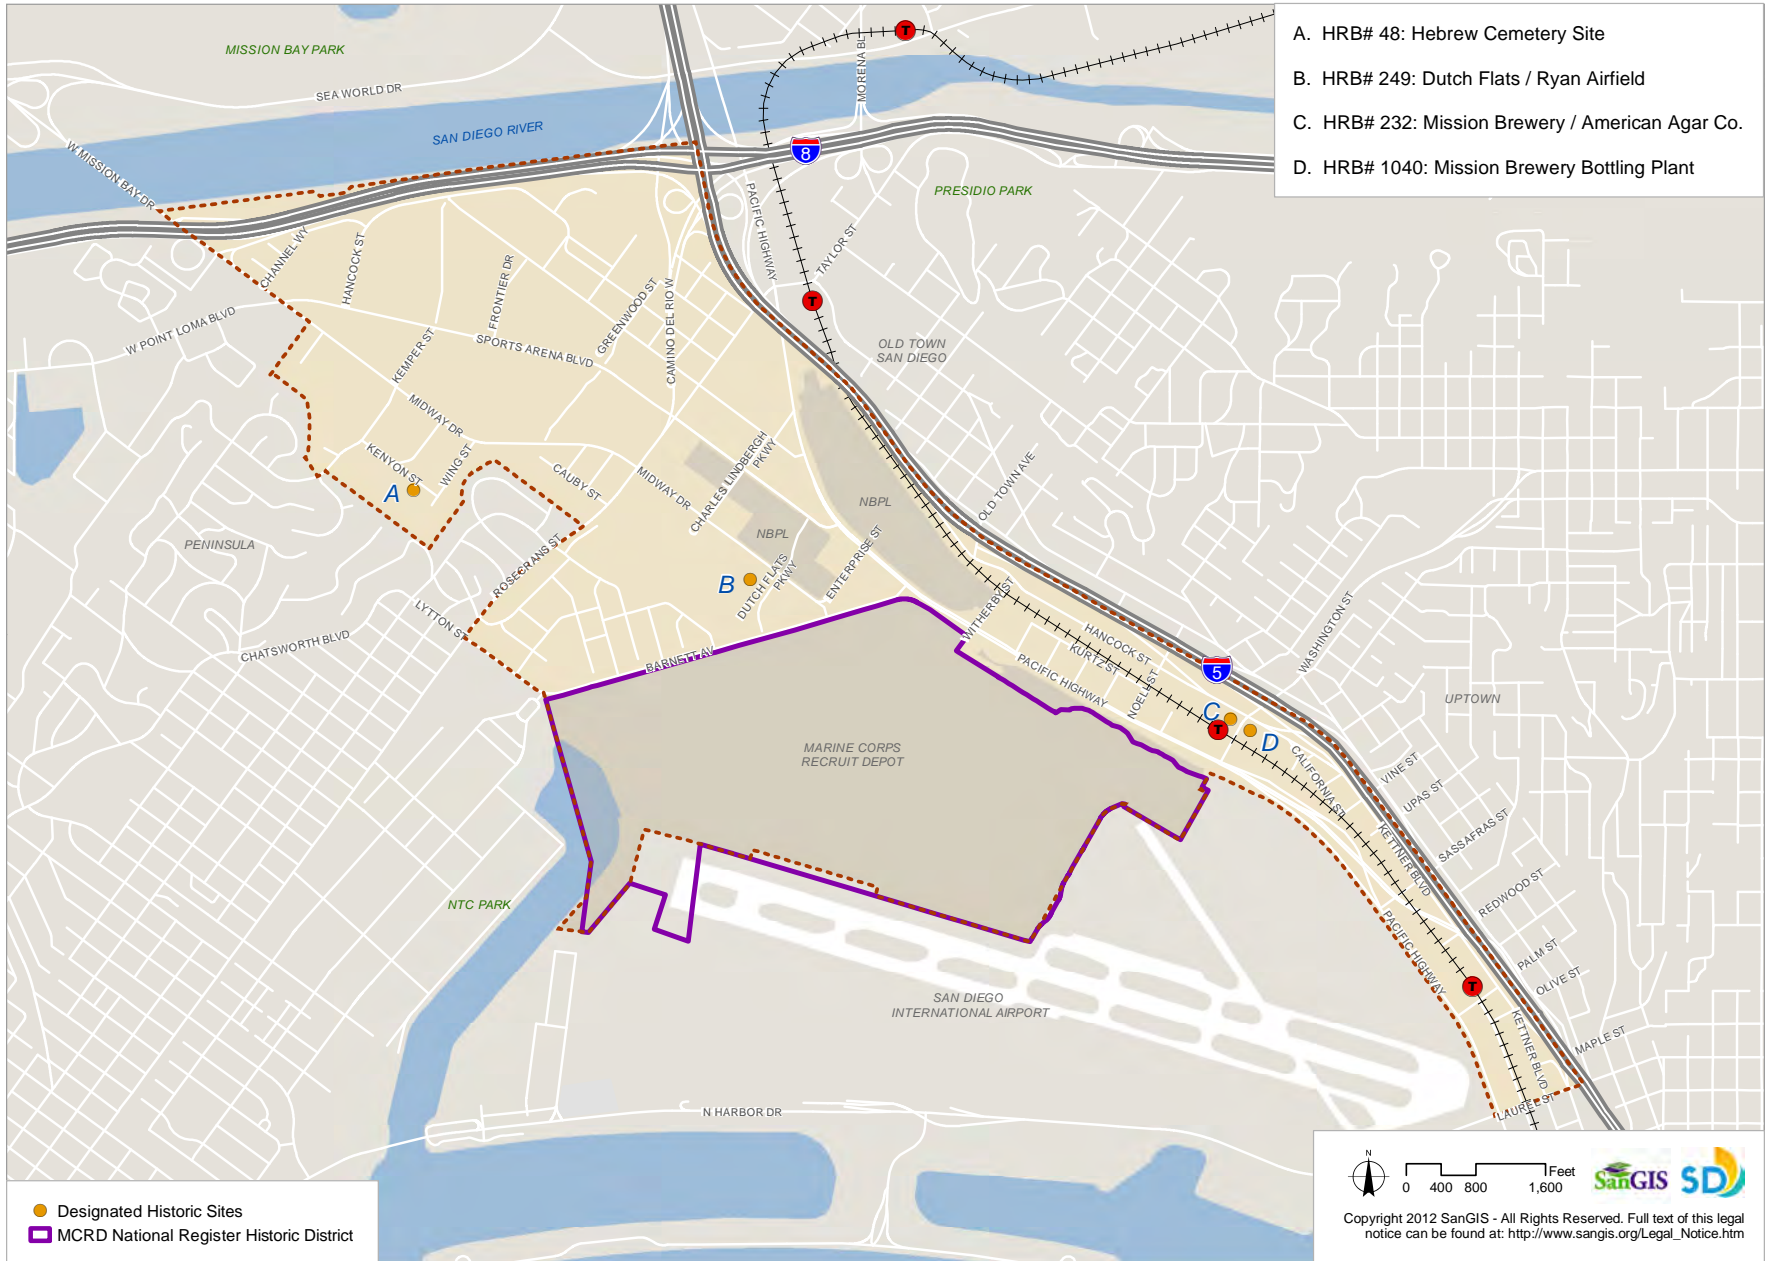 A. HRB# 48: Hebrew Cemetery Site
B. HRB# 249: Dutch Flats / Ryan Airfield
C. HRB# 232: Mission Brewery / American Agar Co.
D. HRB# 1040: Mission Brewery Bottling Plant
MISSION BAY PARK
SEA WORLD DR
SAN DIEGO RIVER
W MISSION BAY DR
MORENA BL
T
8
PRESIDIO PARK
PACIFIC HIGHWAY
TAYLOR ST
T
CHANNEL WY
HANCOCK ST
FRONTIER DR
GREENWOOD ST
CAMINO DEL RIO W
W POINT LOMA BLVD
KEMPER ST
SPORTS ARENA BLVD
OLD TOWN
SAN DIEGO
MIDWAY DR
KENYON ST
WING ST
CAUBY ST
MIDWAY DR
CHARLES LINDBERGH
PKWY
NBPL
NBPL
OLD TOWN AVE
A
PENINSULA
ROSECRANS ST
B
DUTCH FLATS
PKWY
ENTERPRISE ST
WITHERBY ST
LYTTON ST
CHATSWORTH BLVD
BARNETT AV
HANCOCK ST
KURTZ ST
PACIFIC HIGHWAY
NOELL ST
WASHINGTON ST
5
UPTOWN
C
T
D
MARINE CORPS
RECRUIT DEPOT
CALIFORNIA ST
VINE ST
UPAS ST
SASSAFRAS ST
KETTNER BLVD
REDWOOD ST
NTC PARK
PACIFIC HIGHWAY
PALM ST
OLIVE ST
T
SAN DIEGO
INTERNATIONAL AIRPORT
KETTNER BLVD
MAPLE ST
LAUREL ST
N HARBOR DR
Designated Historic Sites
MCRD National Register Historic District
N
Feet
0 400 800 1,600
SanGIS
SD
Copyright 2012 SanGIS - All Rights Reserved. Full text of this legal
notice can be found at: http://www.sangis.org/Legal_Notice.htm